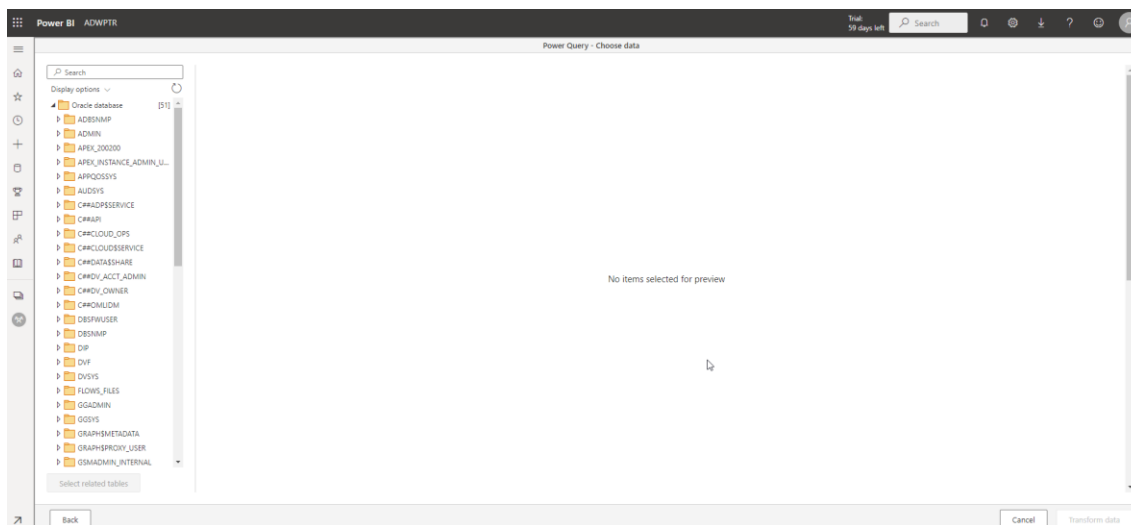 Power BI ADWPTR
Trial:
59 days left
Search
Power Query - Choose data
Search
Display options
Oracle database [51]
ADBSNMP
ADMIN
APEX_200200
APEX_INSTANCE_ADMIN_U...
APPQOSSYS
AUDSYS
C##ADP$SERVICE
C##API
C##CLOUD_OPS
C##CLOUD$SERVICE
C##DATA$SHARE
C##DV_ACCT_ADMIN
C##DV_OWNER
C##OMLIDM
DBSFWUSER
DBSNMP
DIP
DVF
DVSYS
FLOWS_FILES
GGADMIN
GGSYS
GRAPH$METADATA
GRAPH$PROXY_USER
GSMADMIN_INTERNAL
No items selected for preview
Select related tables
Back
Cancel
Transform data